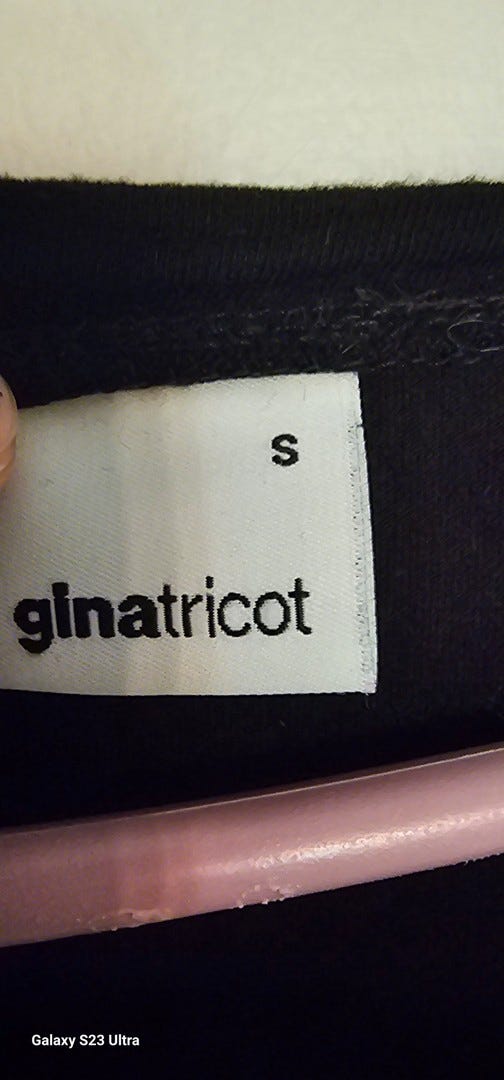 s
ginatricot
Galaxy S23 Ultra